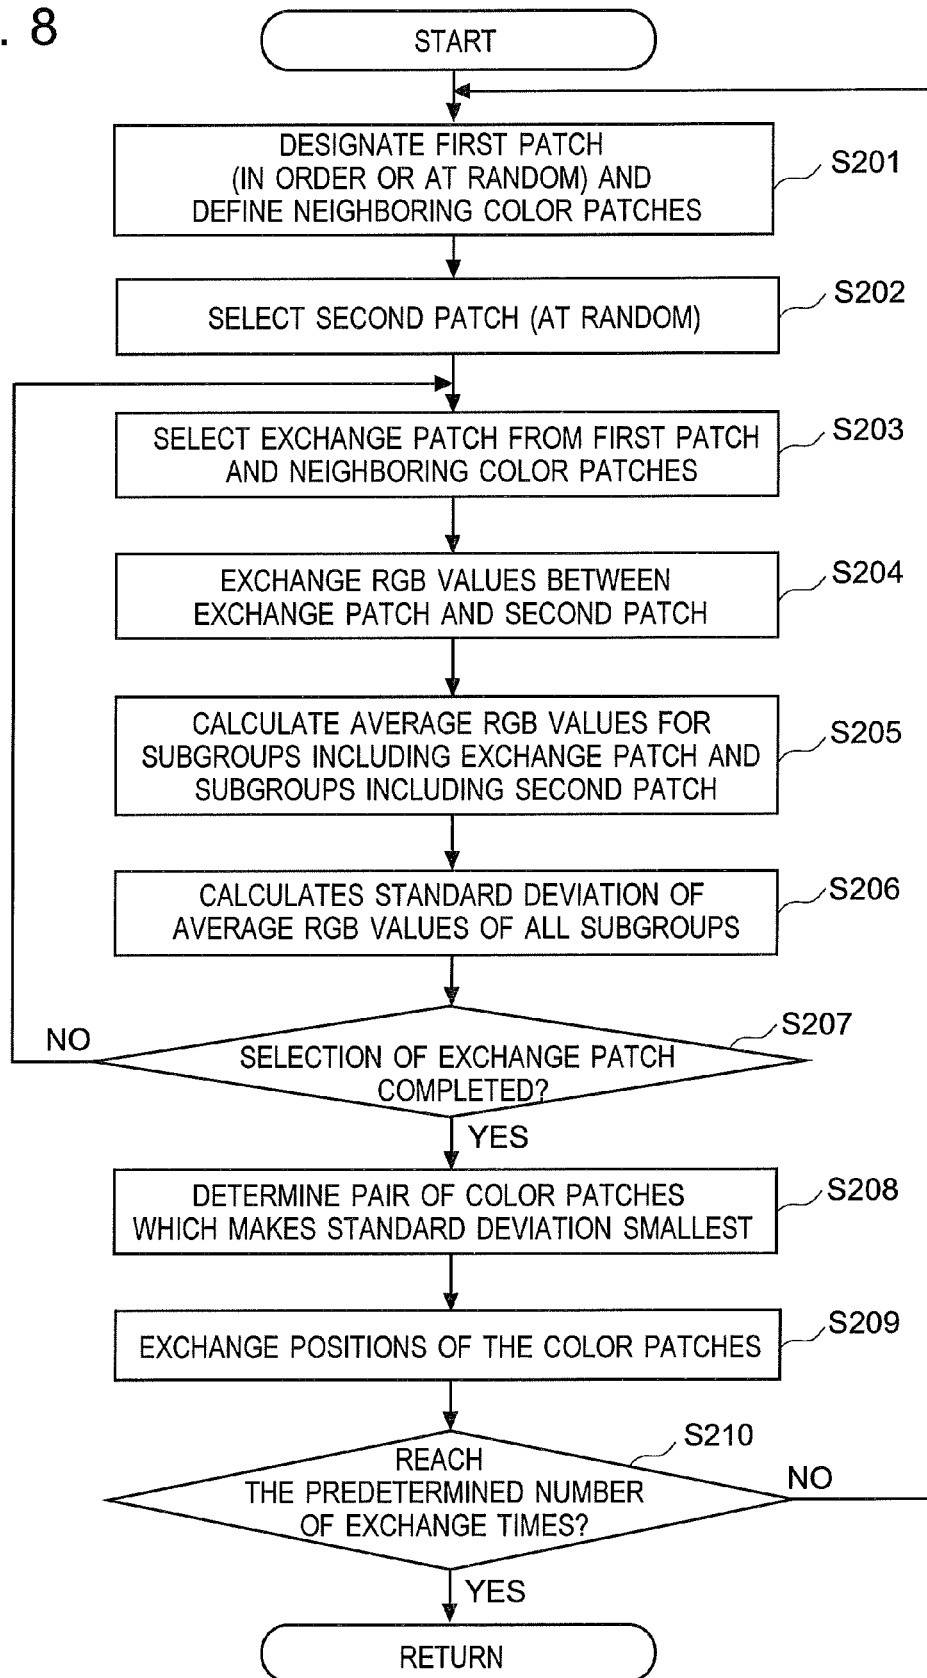 . 8
START
DESIGNATE FIRST PATCH
(IN ORDER OR AT RANDOM) AND
DEFINE NEIGHBORING COLOR PATCHES
S201
SELECT SECOND PATCH (AT RANDOM)
S202
SELECT EXCHANGE PATCH FROM FIRST PATCH
AND NEIGHBORING COLOR PATCHES
S203
EXCHANGE RGB VALUES BETWEEN
EXCHANGE PATCH AND SECOND PATCH
S204
CALCULATE AVERAGE RGB VALUES FOR
SUBGROUPS INCLUDING EXCHANGE PATCH AND
SUBGROUPS INCLUDING SECOND PATCH
S205
CALCULATES STANDARD DEVIATION OF
AVERAGE RGB VALUES OF ALL SUBGROUPS
S206
NO
SELECTION OF EXCHANGE PATCH
COMPLETED?
S207
YES
DETERMINE PAIR OF COLOR PATCHES
WHICH MAKES STANDARD DEVIATION SMALLEST
S208
EXCHANGE POSITIONS OF THE COLOR PATCHES
S209
REACH
THE PREDETERMINED NUMBER
OF EXCHANGE TIMES?
S210
NO
YES
RETURN